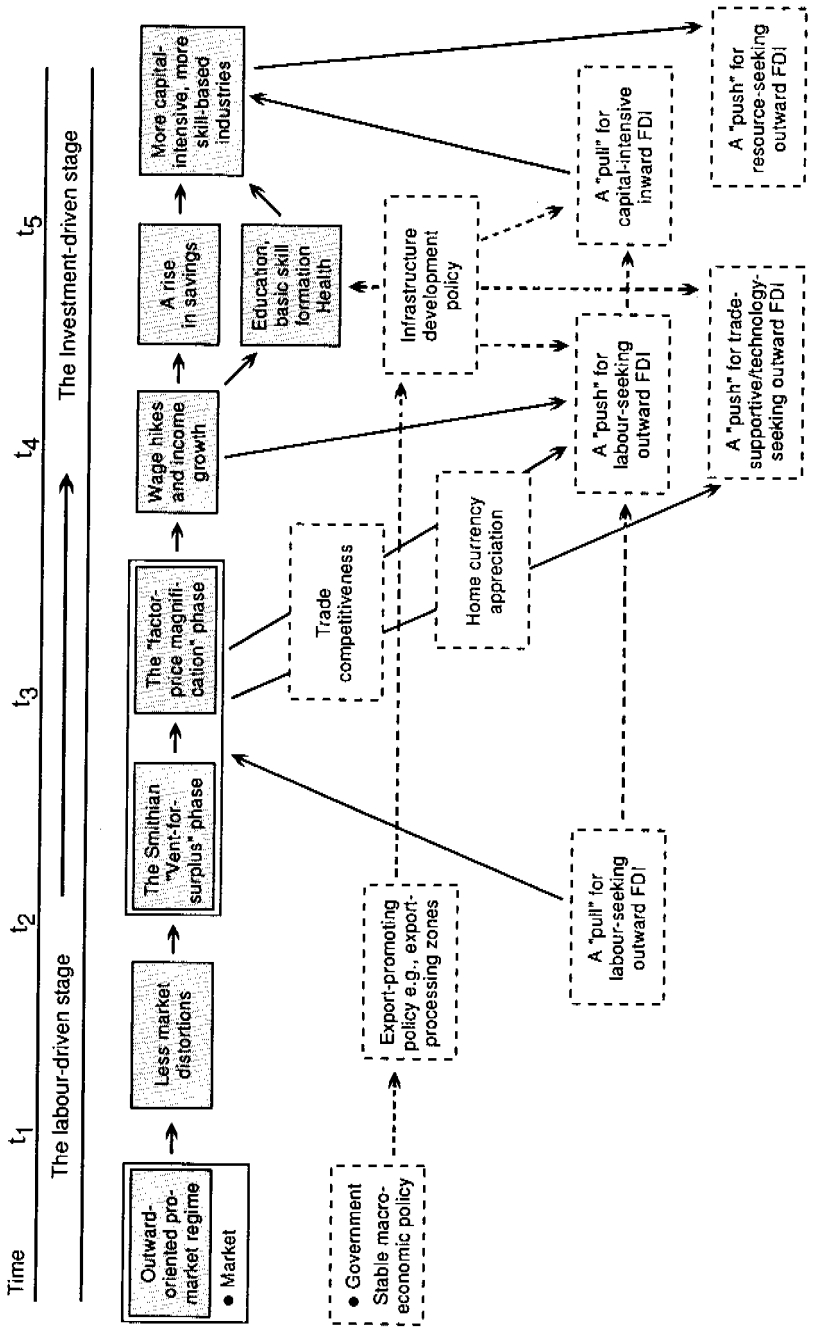 Time
t1
t2
t3
t4
t5
The labour-driven stage
The Investment-driven stage
Outward-
oriented pro-
market regime
● Market
Less market
distortions
The Smithian
"Vent-for-
surplus" phase
The "factor-
price magnifi-
cation" phase
Wage hikes
and income
growth
A rise
in savings
Education,
basic skill
formation
Health
More capital-
intensive, more
skill-based
industries
Trade
competitiveness
Home currency
appreciation
● Government
Stable macro-
economic policy
Export-promoting
policy e.g., export-
processing zones
Infrastructure
development
policy
A "pull" for
labour-seeking
outward FDI
A "push" for
labour-seeking
outward FDI
A "pull" for
capital-intensive
inward FDI
A "push" for trade-
supportive/technology-
seeking outward FDI
A "push" for
resource-seeking
outward FDI